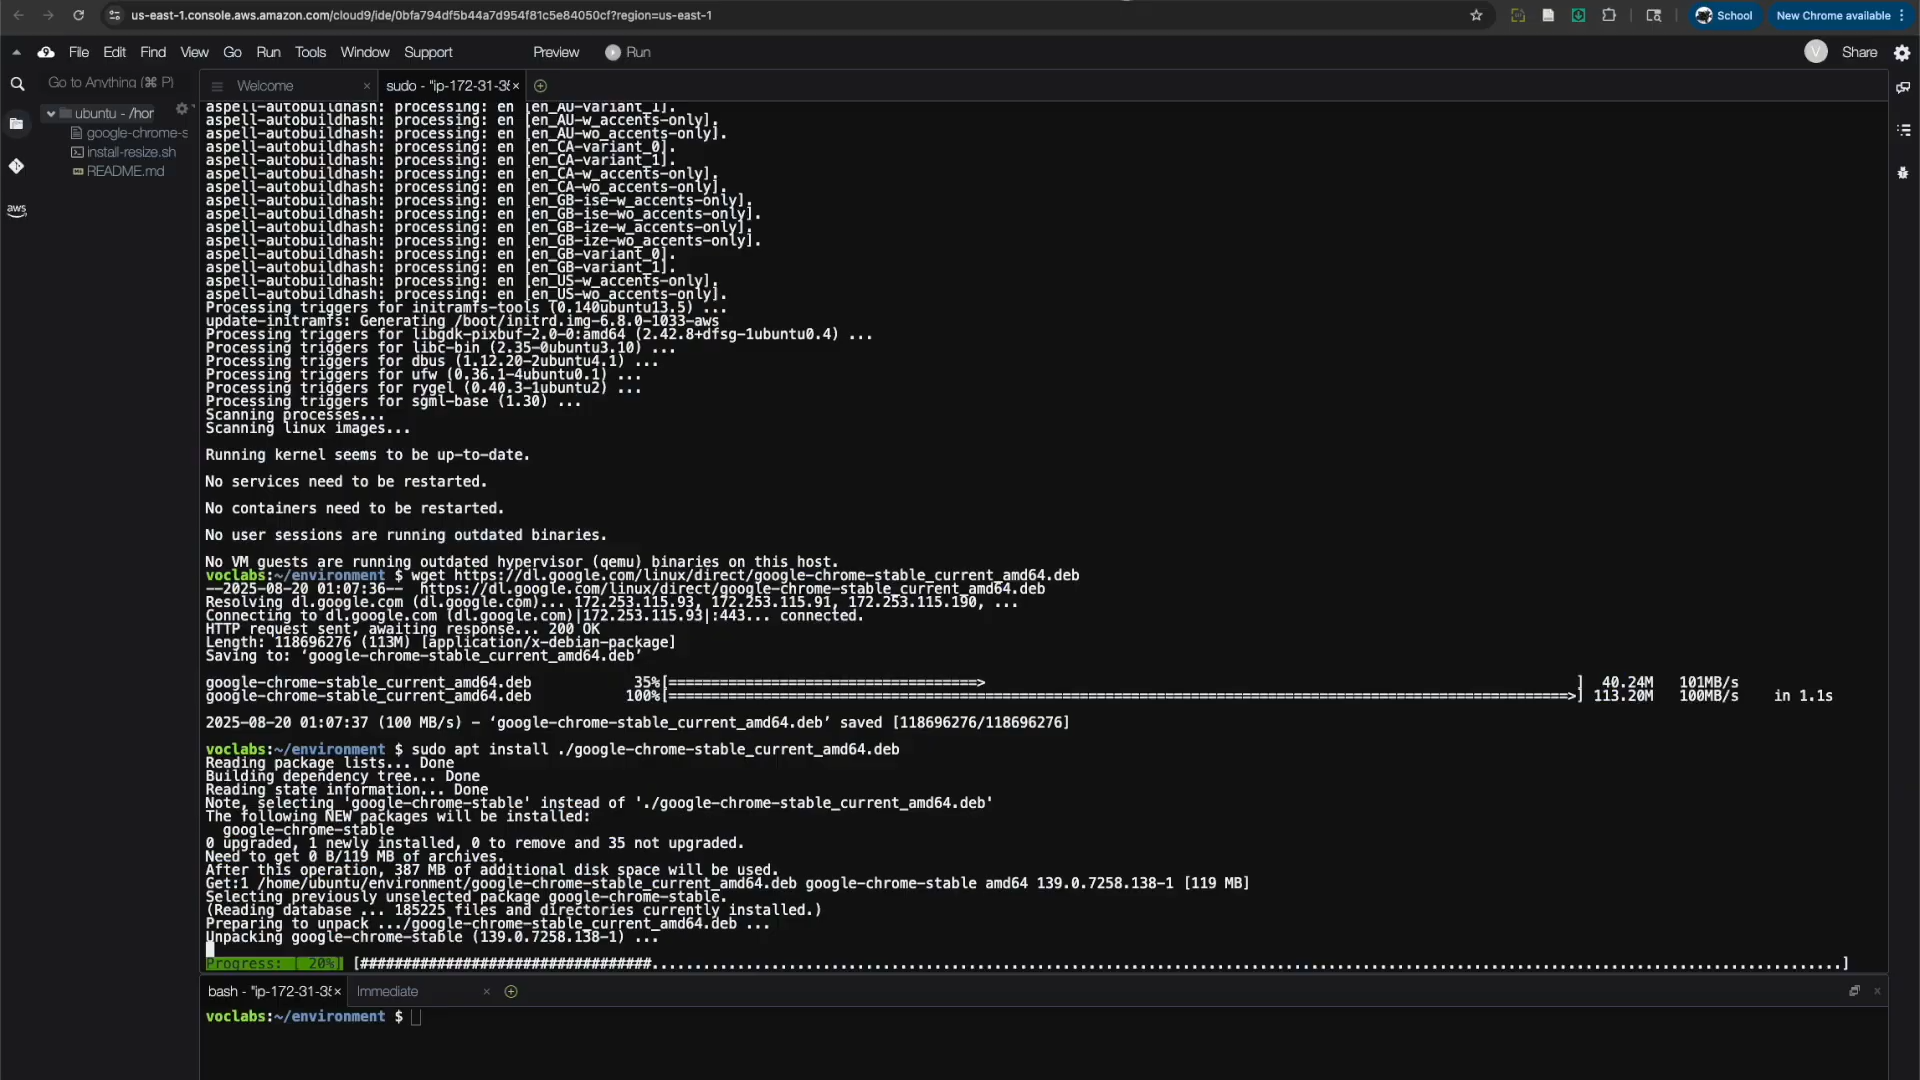 us-east-1.console.aws.amazon.com/cloud9/ide/0bfa794df5b44a7d954f81c5e84050cf?region=us-east-1
School
New Chrome available
File Edit Find View Go Run Tools Window Support Preview Run
V
Share
Go to Anything (⌘ P)
Welcome
sudo - "ip-172-31-3
ubuntu - /hor
google-chrome-s
install-resize.sh
README.md
aws
aspell-autobuildhash: processing: en [en_AU-variant_1].
aspell-autobuildhash: processing: en [en_AU-w_accents-only].
aspell-autobuildhash: processing: en [en_AU-wo_accents-only].
aspell-autobuildhash: processing: en [en_CA-variant_0].
aspell-autobuildhash: processing: en [en_CA-variant_1].
aspell-autobuildhash: processing: en [en_CA-w_accents-only].
aspell-autobuildhash: processing: en [en_CA-wo_accents-only].
aspell-autobuildhash: processing: en [en_GB-ise-w_accents-only].
aspell-autobuildhash: processing: en [en_GB-ise-wo_accents-only].
aspell-autobuildhash: processing: en [en_GB-ize-w_accents-only].
aspell-autobuildhash: processing: en [en_GB-ize-wo_accents-only].
aspell-autobuildhash: processing: en [en_GB-variant_0].
aspell-autobuildhash: processing: en [en_GB-variant_1].
aspell-autobuildhash: processing: en [en_US-w_accents-only].
aspell-autobuildhash: processing: en [en_US-wo_accents-only].
Processing triggers for initramfs-tools (0.140ubuntu13.5) ...
update-initramfs: Generating /boot/initrd.img-6.8.0-1033-aws
Processing triggers for libgdk-pixbuf-2.0-0:amd64 (2.42.8+dfsg-1ubuntu0.4) ...
Processing triggers for libc-bin (2.35-0ubuntu3.10) ...
Processing triggers for dbus (1.12.20-2ubuntu4.1) ...
Processing triggers for ufw (0.36.1-4ubuntu0.1) ...
Processing triggers for rygel (0.40.3-1ubuntu2) ...
Processing triggers for sgml-base (1.30) ...
Scanning processes...
Scanning linux images...
Running kernel seems to be up-to-date.
No services need to be restarted.
No containers need to be restarted.
No user sessions are running outdated binaries.
No VM guests are running outdated hypervisor (qemu) binaries on this host.
voclabs:~/environment $ wget https://dl.google.com/linux/direct/google-chrome-stable_current_amd64.deb
--2025-08-20 01:07:36-- https://dl.google.com/linux/direct/google-chrome-stable_current_amd64.deb
Resolving dl.google.com (dl.google.com)... 172.253.115.93, 172.253.115.91, 172.253.115.190, ...
Connecting to dl.google.com (dl.google.com)|172.253.115.93|:443... connected.
HTTP request sent, awaiting response... 200 OK
Length: 118696276 (113M) [application/x-debian-package]
Saving to: ‘google-chrome-stable_current_amd64.deb’
google-chrome-stable_current_amd64.deb 35%[===================================> ] 40.24M 101MB/s
google-chrome-stable_current_amd64.deb 100%[=========================================================================================================>] 113.20M 100MB/s in 1.1s
2025-08-20 01:07:37 (100 MB/s) - ‘google-chrome-stable_current_amd64.deb’ saved [118696276/118696276]
voclabs:~/environment $ sudo apt install ./google-chrome-stable_current_amd64.deb
Reading package lists... Done
Building dependency tree... Done
Reading state information... Done
Note, selecting 'google-chrome-stable' instead of './google-chrome-stable_current_amd64.deb'
The following NEW packages will be installed:
google-chrome-stable
0 upgraded, 1 newly installed, 0 to remove and 35 not upgraded.
Need to get 0 B/119 MB of archives.
After this operation, 387 MB of additional disk space will be used.
Get:1 /home/ubuntu/environment/google-chrome-stable_current_amd64.deb google-chrome-stable amd64 139.0.7258.138-1 [119 MB]
Selecting previously unselected package google-chrome-stable.
(Reading database ... 185225 files and directories currently installed.)
Preparing to unpack .../google-chrome-stable_current_amd64.deb ...
Unpacking google-chrome-stable (139.0.7258.138-1) ...
Progress: [ 20%] [##################################............................................................................................................................................]
bash - "ip-172-31-3
Immediate
voclabs:~/environment $